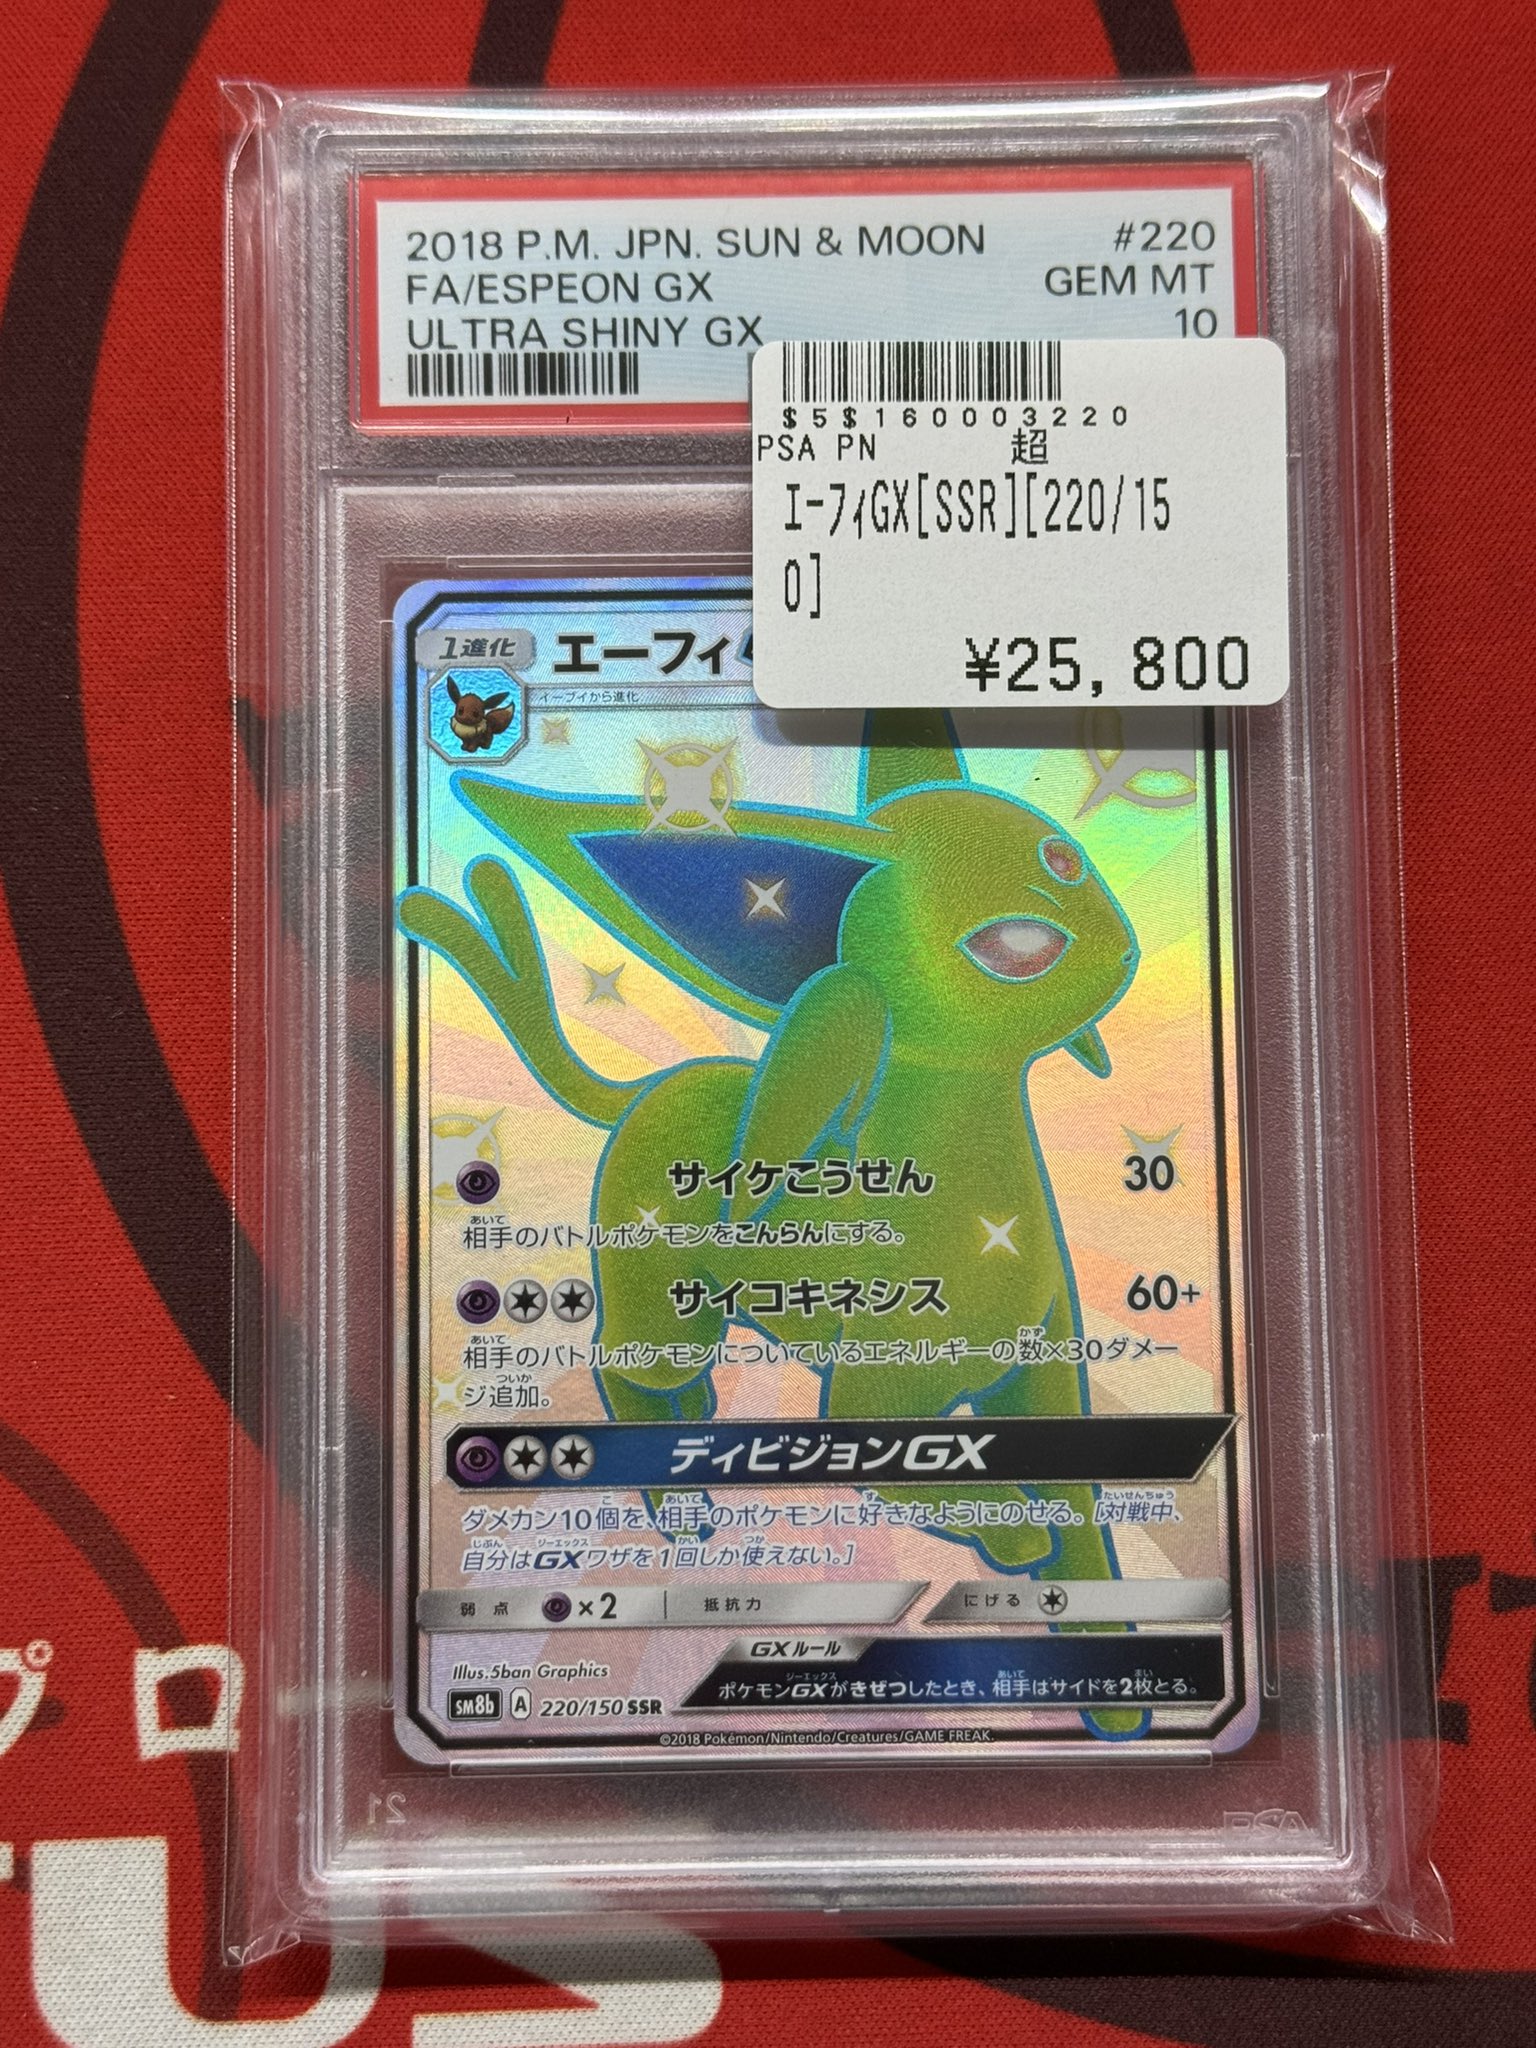 2018 P.M. JPN. SUN & MOON #220
FA/ESPEON GX GEM MT
ULTRA SHINY GX 10
$5$160003220
PSA PN 超
ｴｰﾌｨGX[SSR][220/15
0]
¥25,800
1進化 エーフィ
イーブイから進化
サイケこうせん 30
相手のバトルポケモンをこんらんにする。
サイコキネシス 60+
相手のバトルポケモンについているエネルギーの数×30ダメー
ジ追加。
ディビジョンGX
ダメカン10個を、相手のポケモンに好きなようにのせる。[対戦中、
自分はGXワザを1回しか使えない。]
弱点 ×2 抵抗力 にげる
GXルール
ポケモンGXがきぜつしたとき、相手はサイドを2枚とる。
Illus.5ban Graphics
SM8b A 220/150 SSR
©2018 Pokémon/Nintendo/Creatures/GAME FREAK.
21 PSA